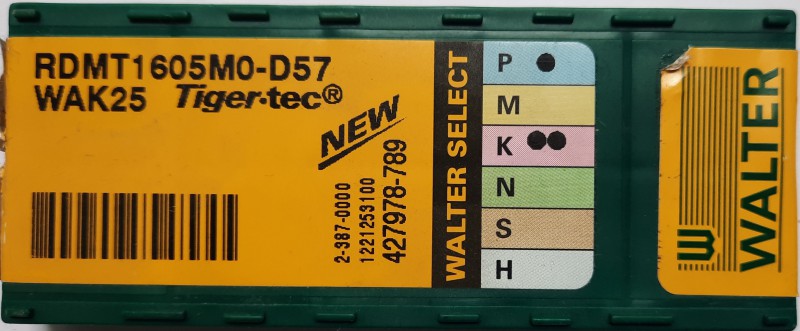 RDMT1605M0-D57
WAK25 Tiger·tec®
NEW
2-387-0000
1221253100
427978-789
WALTER SELECT
P
M
K
N
S
H
WALTER